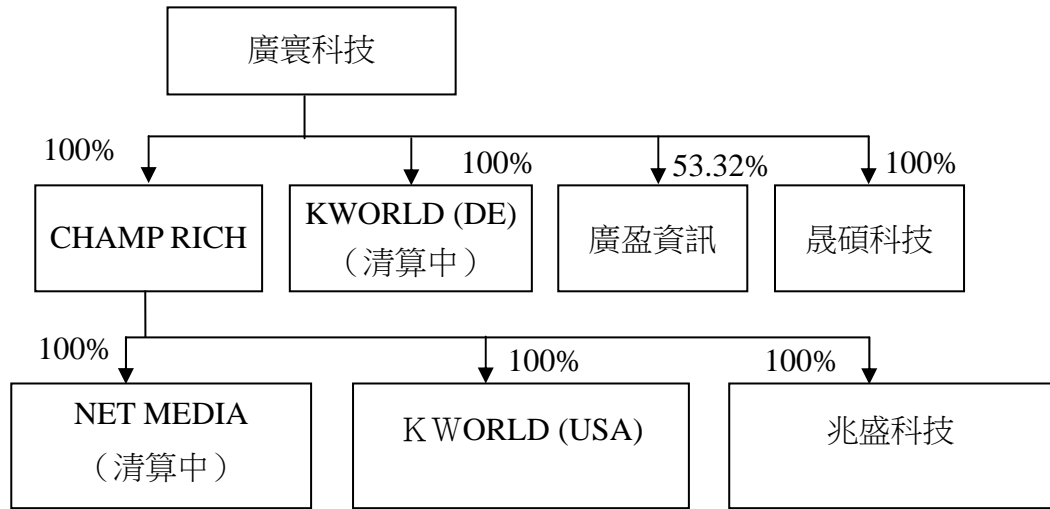 廣寰科技
100%
100%
53.32%
100%
CHAMP RICH
KWORLD (DE)
（清算中）
廣盈資訊
晟碩科技
100%
100%
100%
NET MEDIA
（清算中）
ＫＷORLD (USA)
兆盛科技